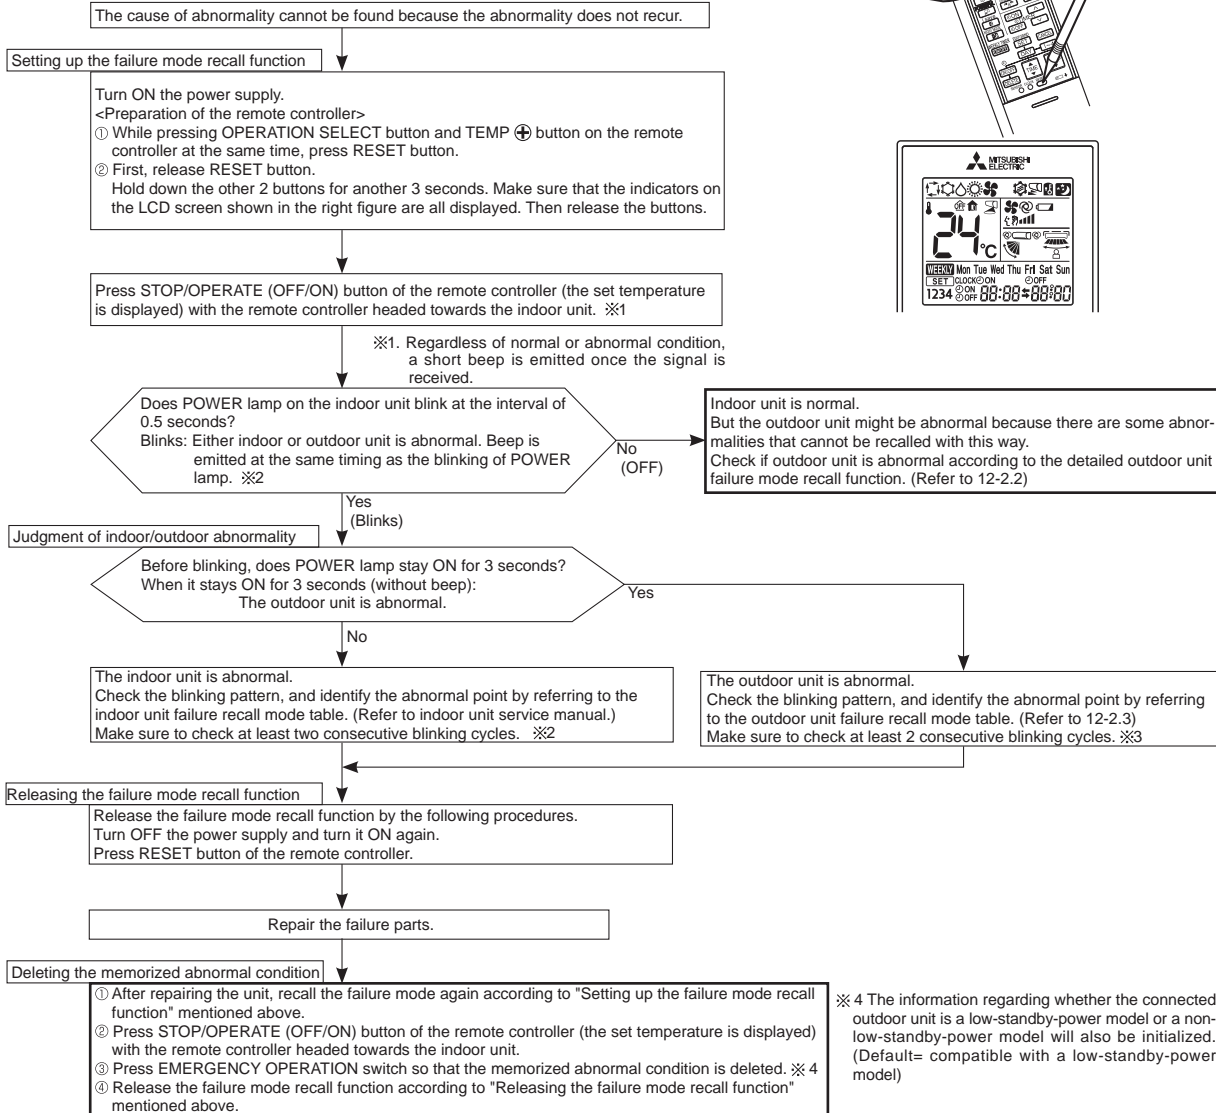 The cause of abnormality cannot be found because the abnormality does not recur.
Setting up the failure mode recall function
Turn ON the power supply.
<Preparation of the remote controller>
① While pressing OPERATION SELECT button and TEMP ⊕ button on the remote
controller at the same time, press RESET button.
② First, release RESET button.
Hold down the other 2 buttons for another 3 seconds. Make sure that the indicators on
the LCD screen shown in the right figure are all displayed. Then release the buttons.
MITSUBISHI
ELECTRIC
24°C
WEEKLY Mon Tue Wed Thu Fri Sat Sun
SET CLOCK ON OFF
1234 ON OFF 88:88 88:80
Press STOP/OPERATE (OFF/ON) button of the remote controller (the set temperature
is displayed) with the remote controller headed towards the indoor unit. ※1
※1. Regardless of normal or abnormal condition,
a short beep is emitted once the signal is
received.
Does POWER lamp on the indoor unit blink at the interval of
0.5 seconds?
Blinks: Either indoor or outdoor unit is abnormal. Beep is
emitted at the same timing as the blinking of POWER
lamp. ※2
No
(OFF)
Indoor unit is normal.
But the outdoor unit might be abnormal because there are some abnor-
malities that cannot be recalled with this way.
Check if outdoor unit is abnormal according to the detailed outdoor unit
failure mode recall function. (Refer to 12-2.2)
Yes
(Blinks)
Judgment of indoor/outdoor abnormality
Before blinking, does POWER lamp stay ON for 3 seconds?
When it stays ON for 3 seconds (without beep):
The outdoor unit is abnormal.
Yes
No
The indoor unit is abnormal.
Check the blinking pattern, and identify the abnormal point by referring to the
indoor unit failure recall mode table. (Refer to indoor unit service manual.)
Make sure to check at least two consecutive blinking cycles. ※2
The outdoor unit is abnormal.
Check the blinking pattern, and identify the abnormal point by referring
to the outdoor unit failure recall mode table. (Refer to 12-2.3)
Make sure to check at least 2 consecutive blinking cycles. ※3
Releasing the failure mode recall function
Release the failure mode recall function by the following procedures.
Turn OFF the power supply and turn it ON again.
Press RESET button of the remote controller.
Repair the failure parts.
Deleting the memorized abnormal condition
① After repairing the unit, recall the failure mode again according to "Setting up the failure mode recall
function" mentioned above.
② Press STOP/OPERATE (OFF/ON) button of the remote controller (the set temperature is displayed)
with the remote controller headed towards the indoor unit.
③ Press EMERGENCY OPERATION switch so that the memorized abnormal condition is deleted. ※ 4
④ Release the failure mode recall function according to "Releasing the failure mode recall function"
mentioned above.
※ 4 The information regarding whether the connected
outdoor unit is a low-standby-power model or a non-
low-standby-power model will also be initialized.
(Default= compatible with a low-standby-power
model)